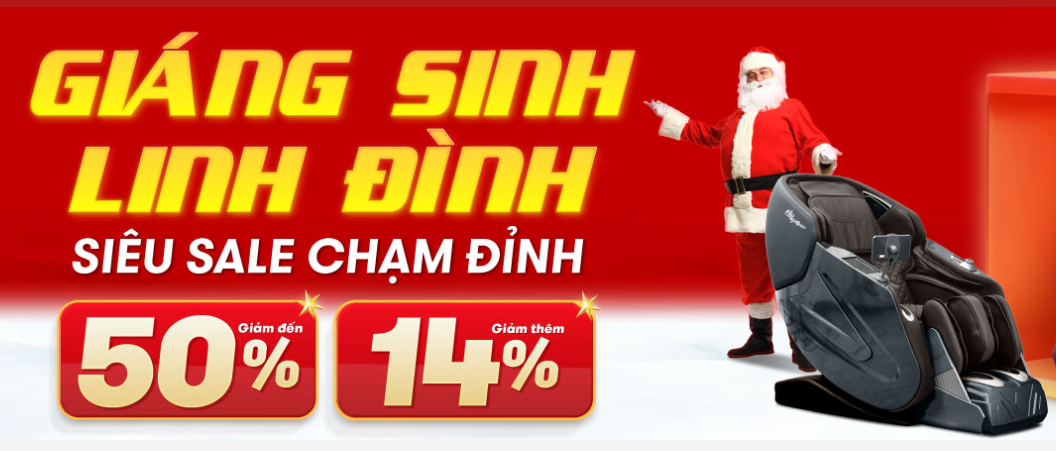 GIÁNG SINH
LINH ĐÌNH
SIÊU SALE CHẠM ĐỈNH
Giảm đến
50%
Giảm thêm
14%